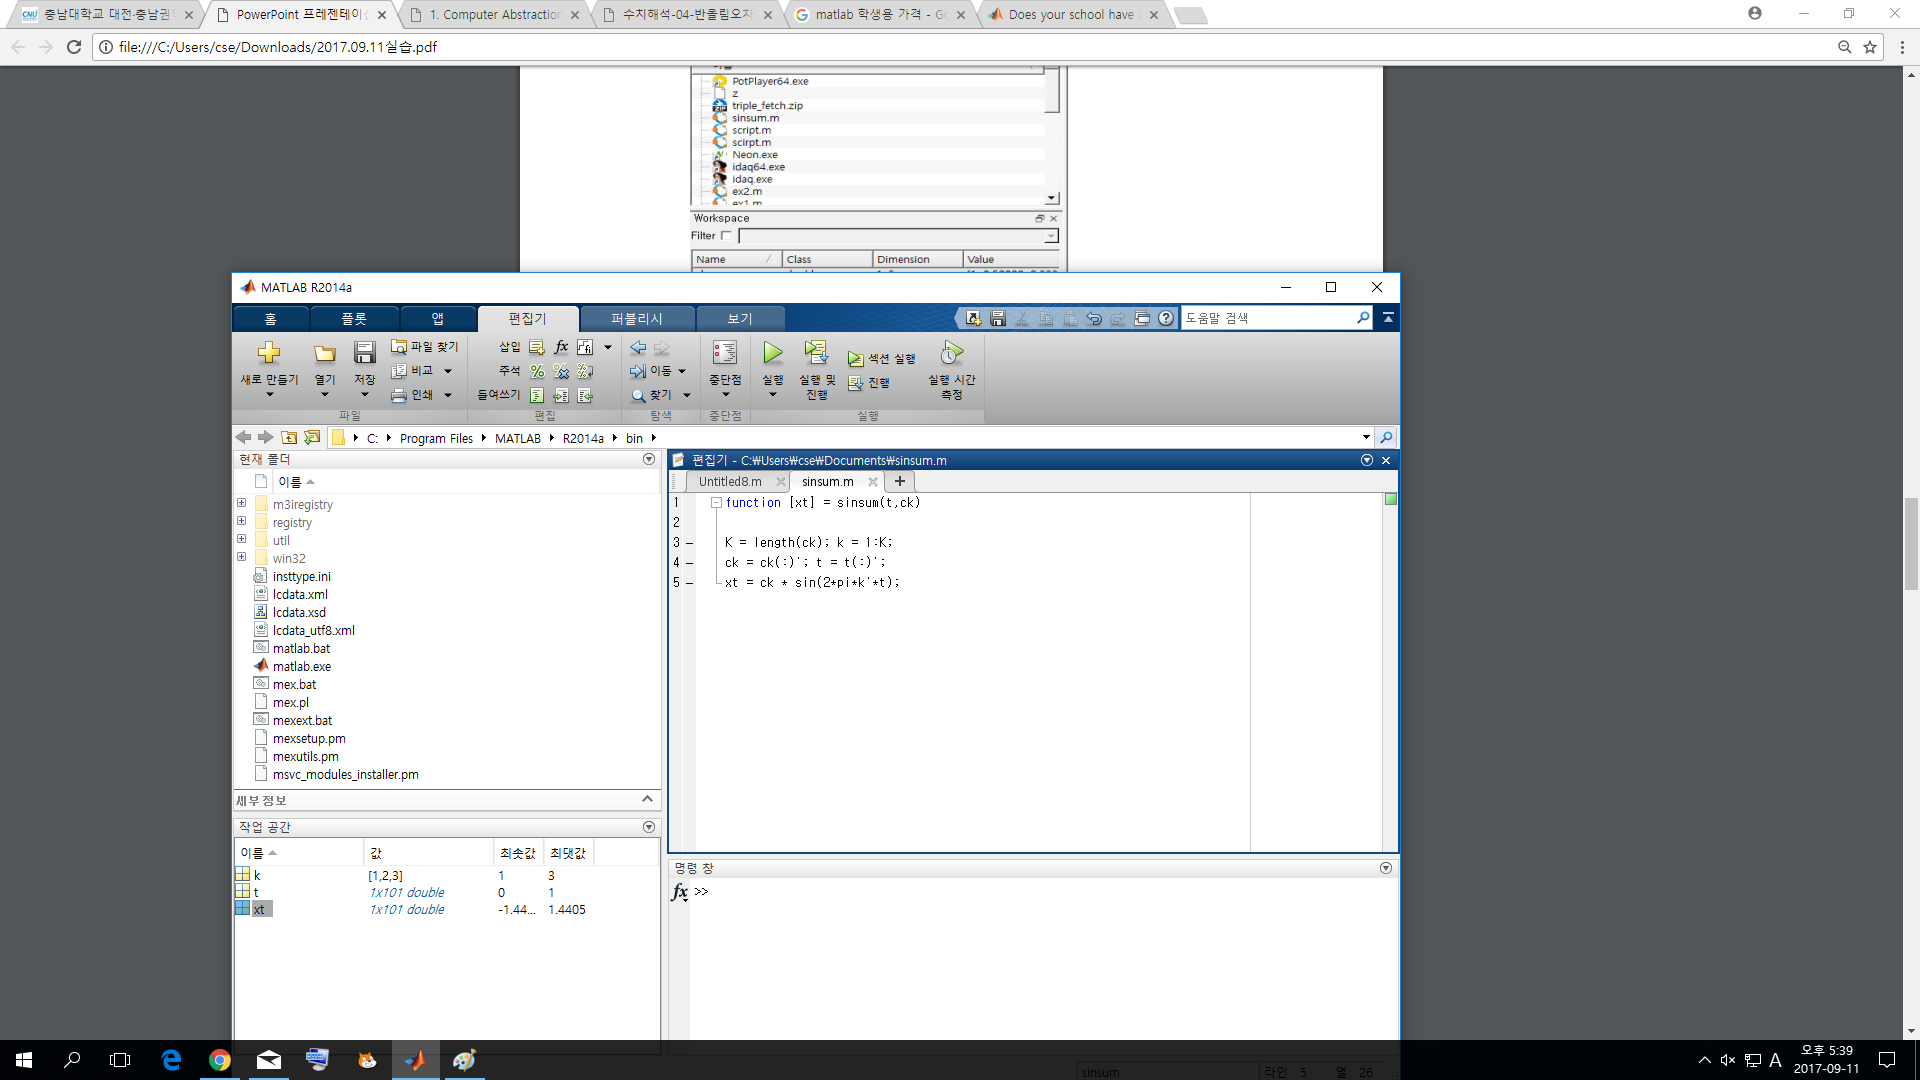 충남대학교 대전·충남권
PowerPoint 프레젠테이
1. Computer Abstraction
수치해석-04-반올림오차
matlab 학생용 가격 - Go
Does your school have
file:///C:/Users/cse/Downloads/2017.09.11실습.pdf
PotPlayer64.exe
z
triple_fetch.zip
sinsum.m
script.m
scirpt.m
Neon.exe
idaq64.exe
idaq.exe
ex2.m
ex1.m
Workspace
Filter
Name Class Dimension Value
MATLAB R2014a
홈 플롯 앱 편집기 퍼블리시 보기 도움말 검색
새로 만들기 열기 저장 파일 찾기 비교 인쇄
삽입 fx 주석 들여쓰기
이동 찾기
중단점 실행 실행 및 진행 섹션 실행 진행 실행 시간 측정
파일 편집 탐색 중단점 실행
C: Program Files MATLAB R2014a bin
현재 폴더
이름
m3iregistry
registry
util
win32
insttype.ini
lcdata.xml
lcdata.xsd
lcdata_utf8.xml
matlab.bat
matlab.exe
mex.bat
mex.pl
mexext.bat
mexsetup.pm
mexutils.pm
msvc_modules_installer.pm
세부 정보
작업 공간
이름 값 최솟값 최댓값
k [1,2,3] 1 3
t 1x101 double 0 1
xt 1x101 double -1.44... 1.4405
편집기 - C:₩Users₩cse₩Documents₩sinsum.m
Untitled8.m sinsum.m
1 function [xt] = sinsum(t,ck)
2
3 K = length(ck); k = 1:K;
4 ck = ck(:)'; t = t(:)';
5 xt = ck * sin(2*pi*k'*t);
명령 창
fx >>
sinsum 라인 5 열 26
A 오후 5:39
2017-09-11